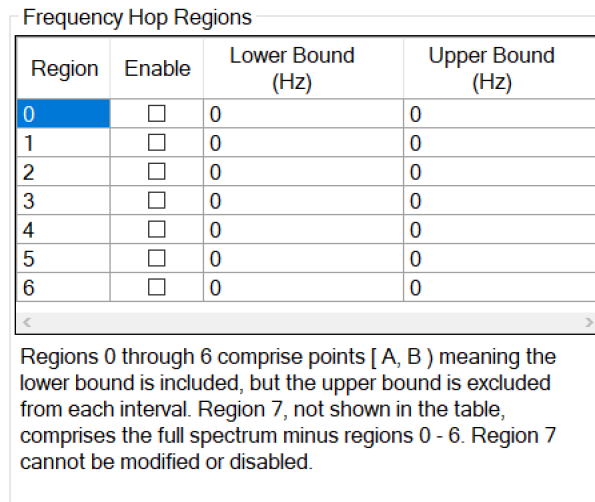 Frequency Hop Regions
Region Enable Lower Bound (Hz) Upper Bound (Hz)
0 0 0
1 0 0
2 0 0
3 0 0
4 0 0
5 0 0
6 0 0
Regions 0 through 6 comprise points [ A, B ) meaning the
lower bound is included, but the upper bound is excluded
from each interval. Region 7, not shown in the table,
comprises the full spectrum minus regions 0 - 6. Region 7
cannot be modified or disabled.